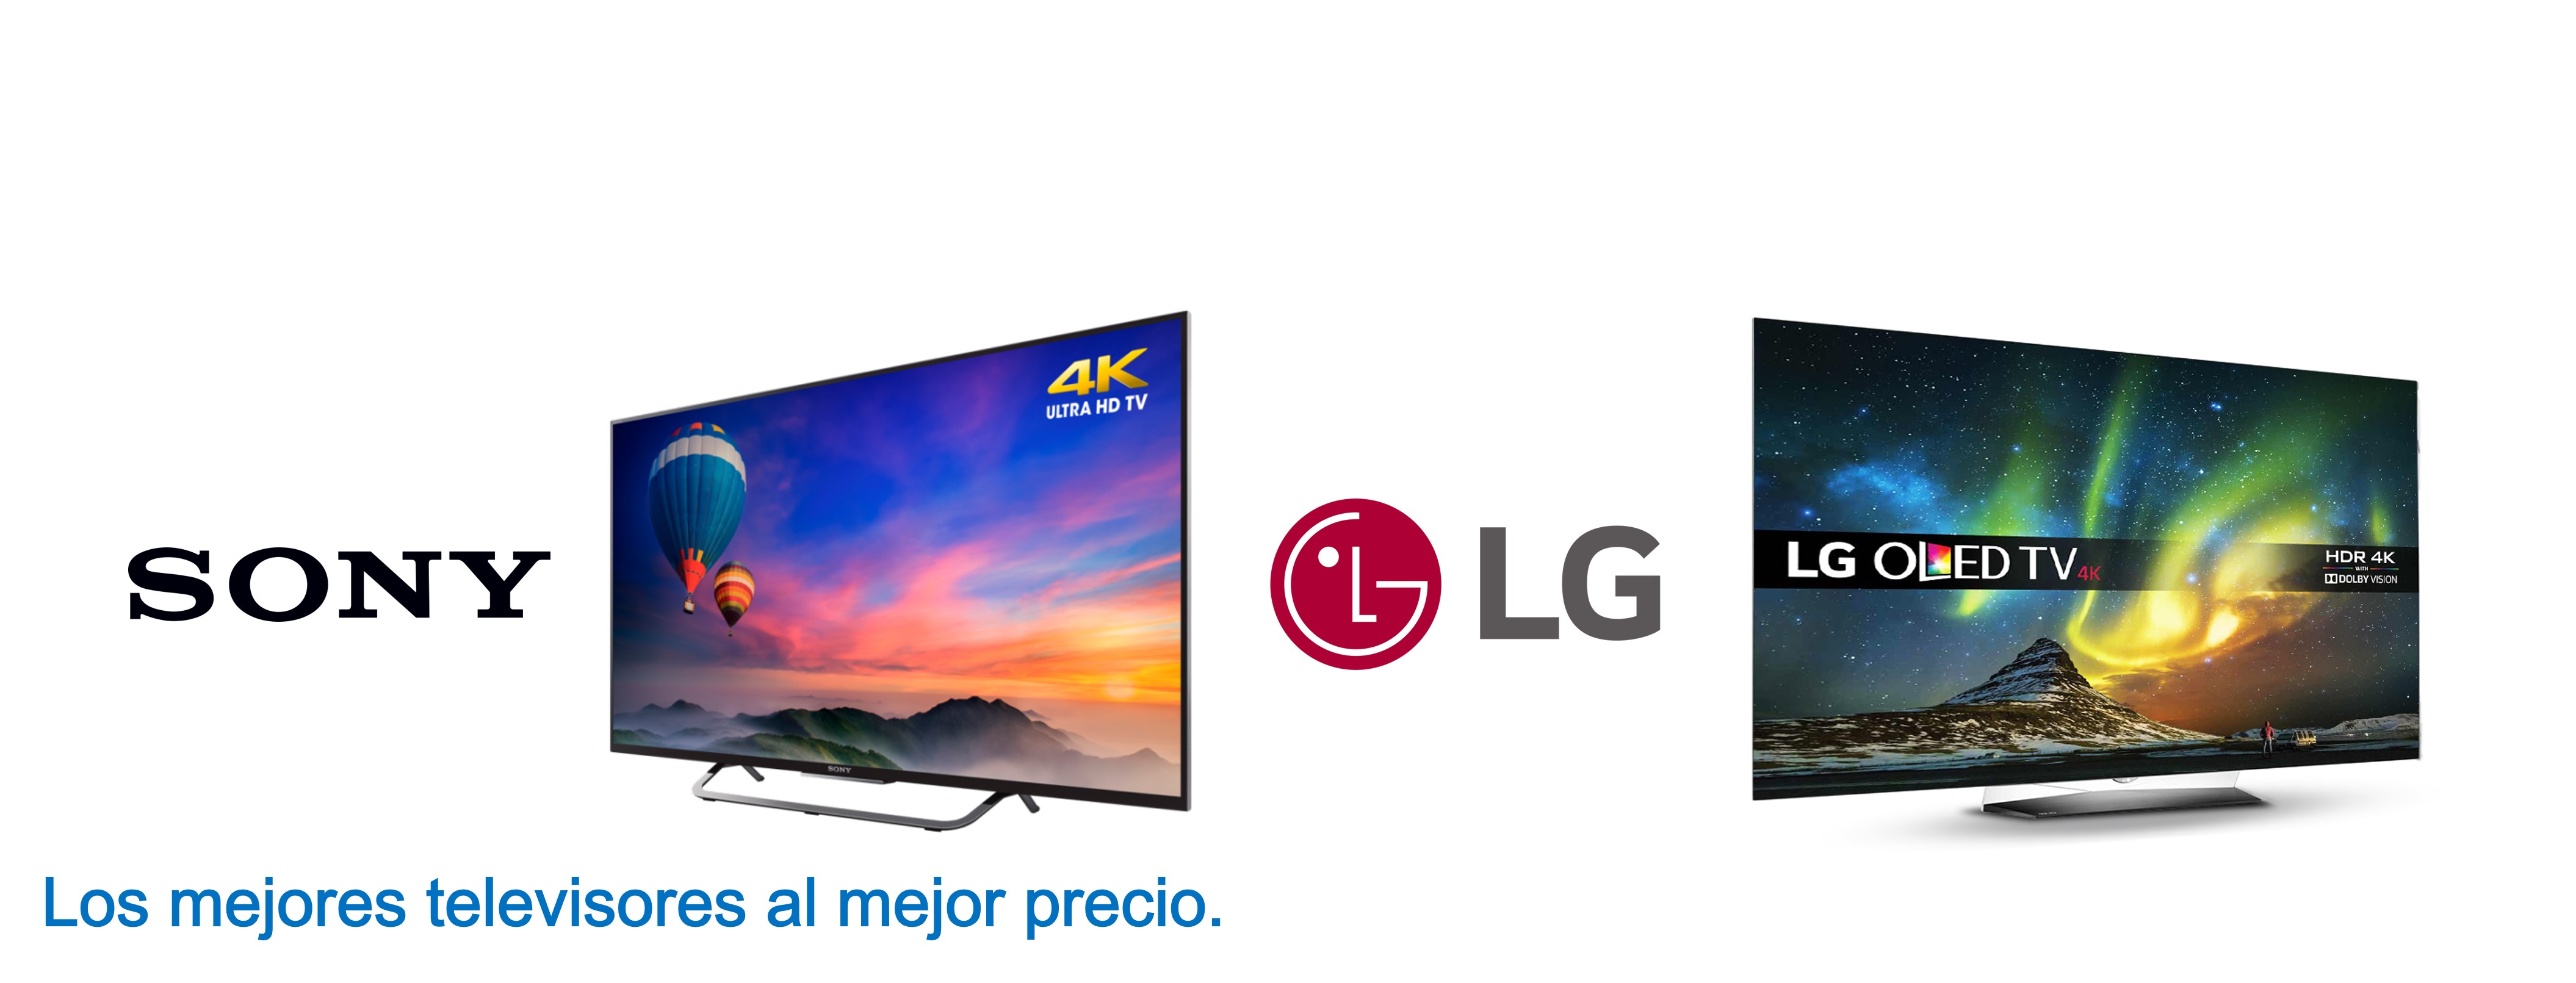 SONY
4K
ULTRA HD TV
SONY
LG
LG
LG OLED TV 4K
HDR 4K
WITH
DOLBY VISION
Los mejores televisores al mejor precio.